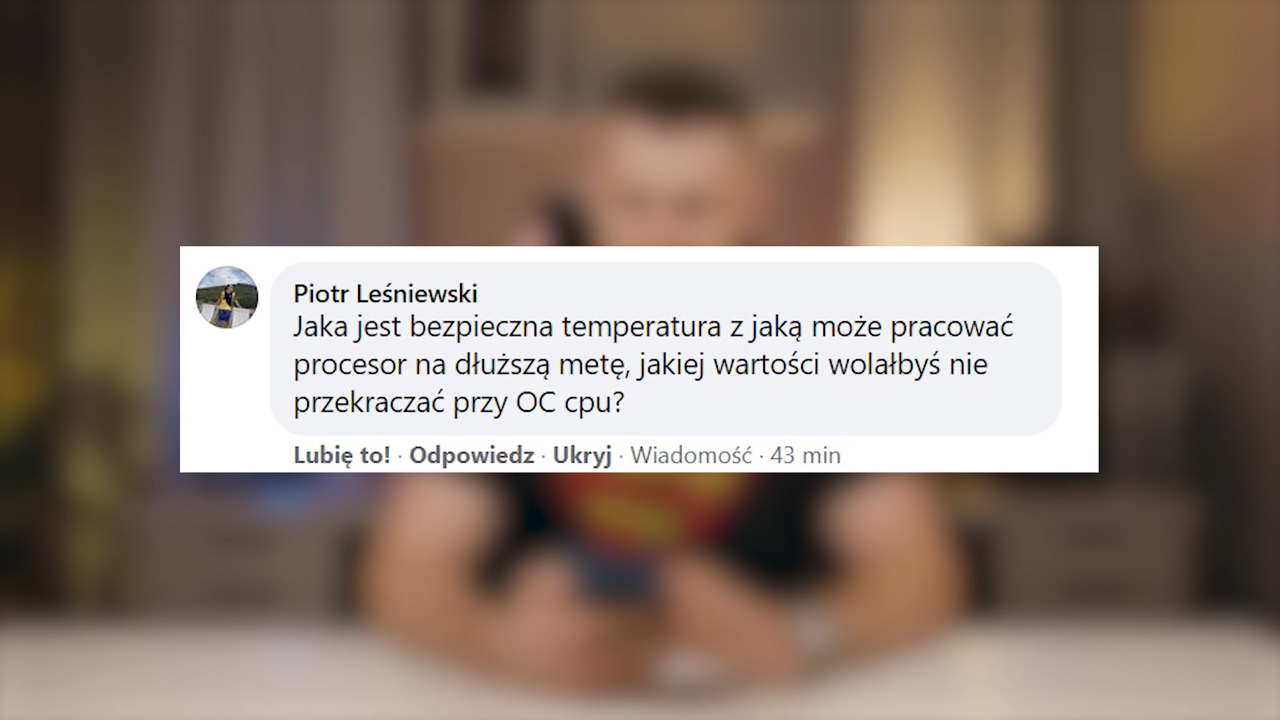 Piotr Leśniewski
Jaka jest bezpieczna temperatura z jaką może pracować
procesor na dłuższą metę, jakiej wartości wolałbyś nie
przekraczać przy OC cpu?
Lubię to! · Odpowiedz · Ukryj · Wiadomość · 43 min